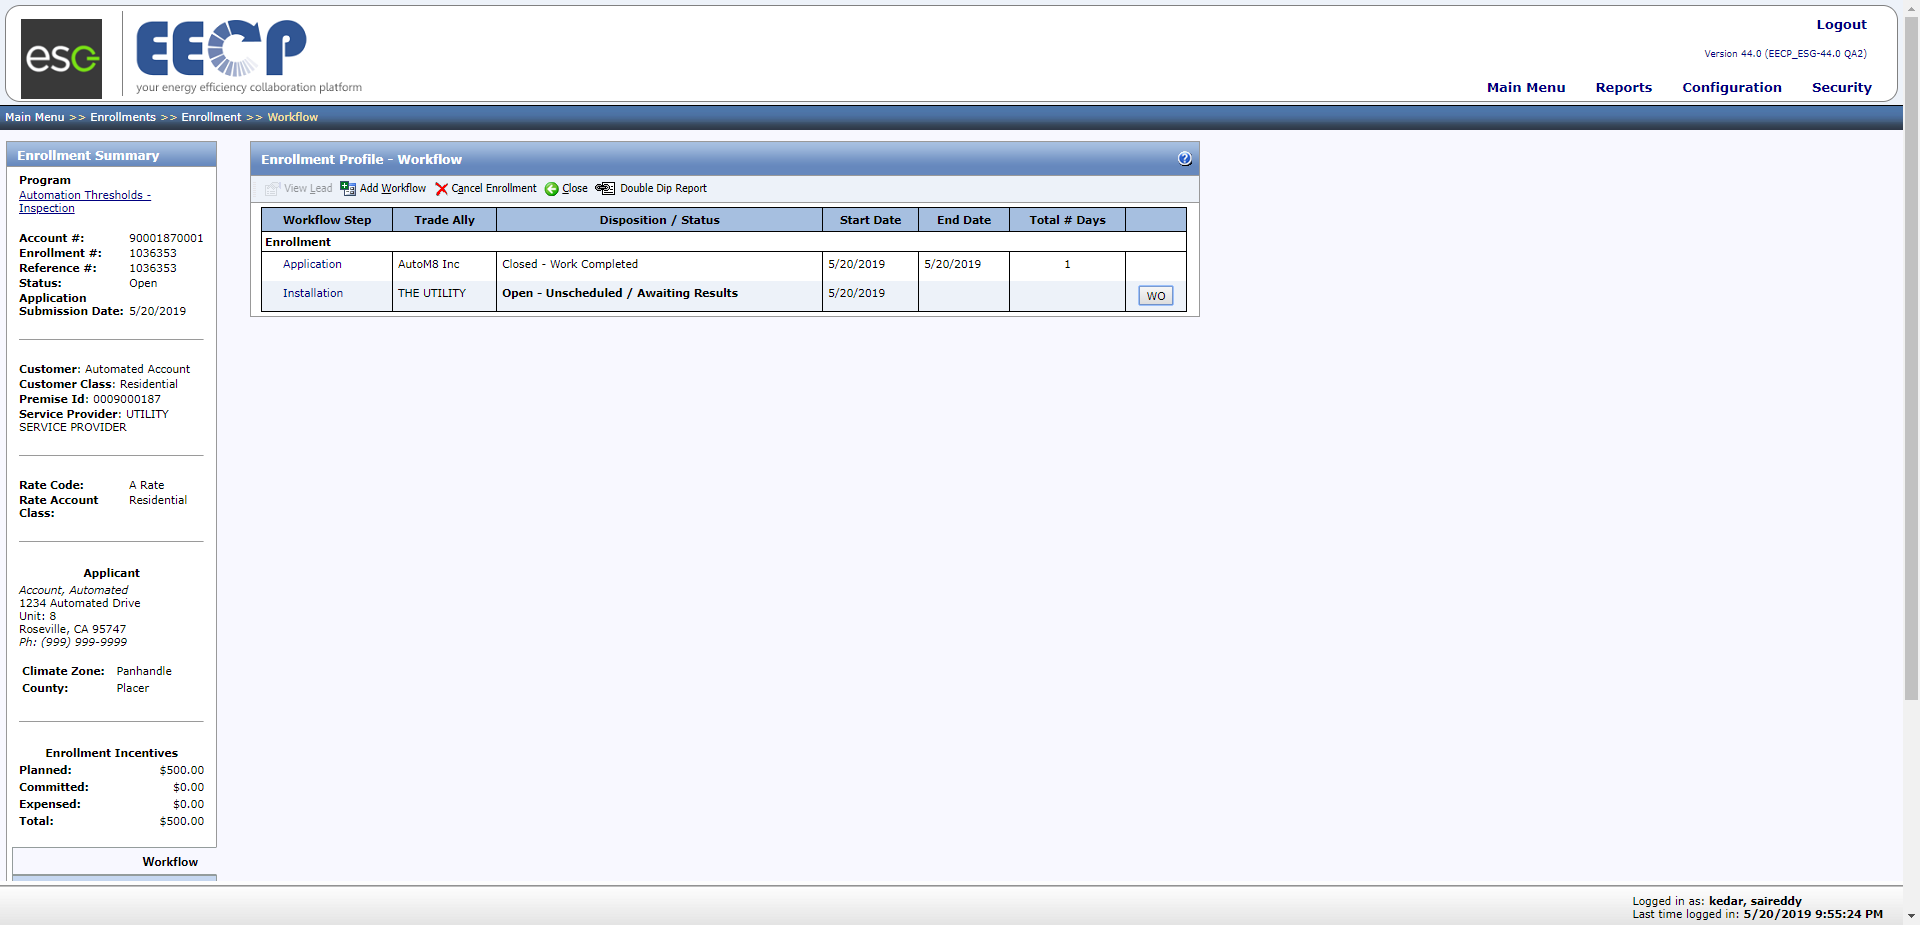 esg
EECP
your energy efficiency collaboration platform
Logout
Version 44.0 (EECP_ESG-44.0 QA2)
Main Menu Reports Configuration Security
Main Menu >> Enrollments >> Enrollment >> Workflow
Enrollment Summary
Program
Automation Thresholds -
Inspection
Account #: 90001870001
Enrollment #: 1036353
Reference #: 1036353
Status: Open
Application
Submission Date: 5/20/2019
Customer: Automated Account
Customer Class: Residential
Premise Id: 0009000187
Service Provider: UTILITY
SERVICE PROVIDER
Rate Code: A Rate
Rate Account Residential
Class:
Applicant
Account, Automated
1234 Automated Drive
Unit: 8
Roseville, CA 95747
Ph: (999) 999-9999
Climate Zone: Panhandle
County: Placer
Enrollment Incentives
Planned: $500.00
Committed: $0.00
Expensed: $0.00
Total: $500.00
Workflow
Enrollment Profile - Workflow
View Lead Add Workflow Cancel Enrollment Close Double Dip Report
Workflow Step Trade Ally Disposition / Status Start Date End Date Total # Days
Enrollment
Application AutoM8 Inc Closed - Work Completed 5/20/2019 5/20/2019 1
Installation THE UTILITY Open - Unscheduled / Awaiting Results 5/20/2019 WO
Logged in as: kedar, saireddy
Last time logged in: 5/20/2019 9:55:24 PM